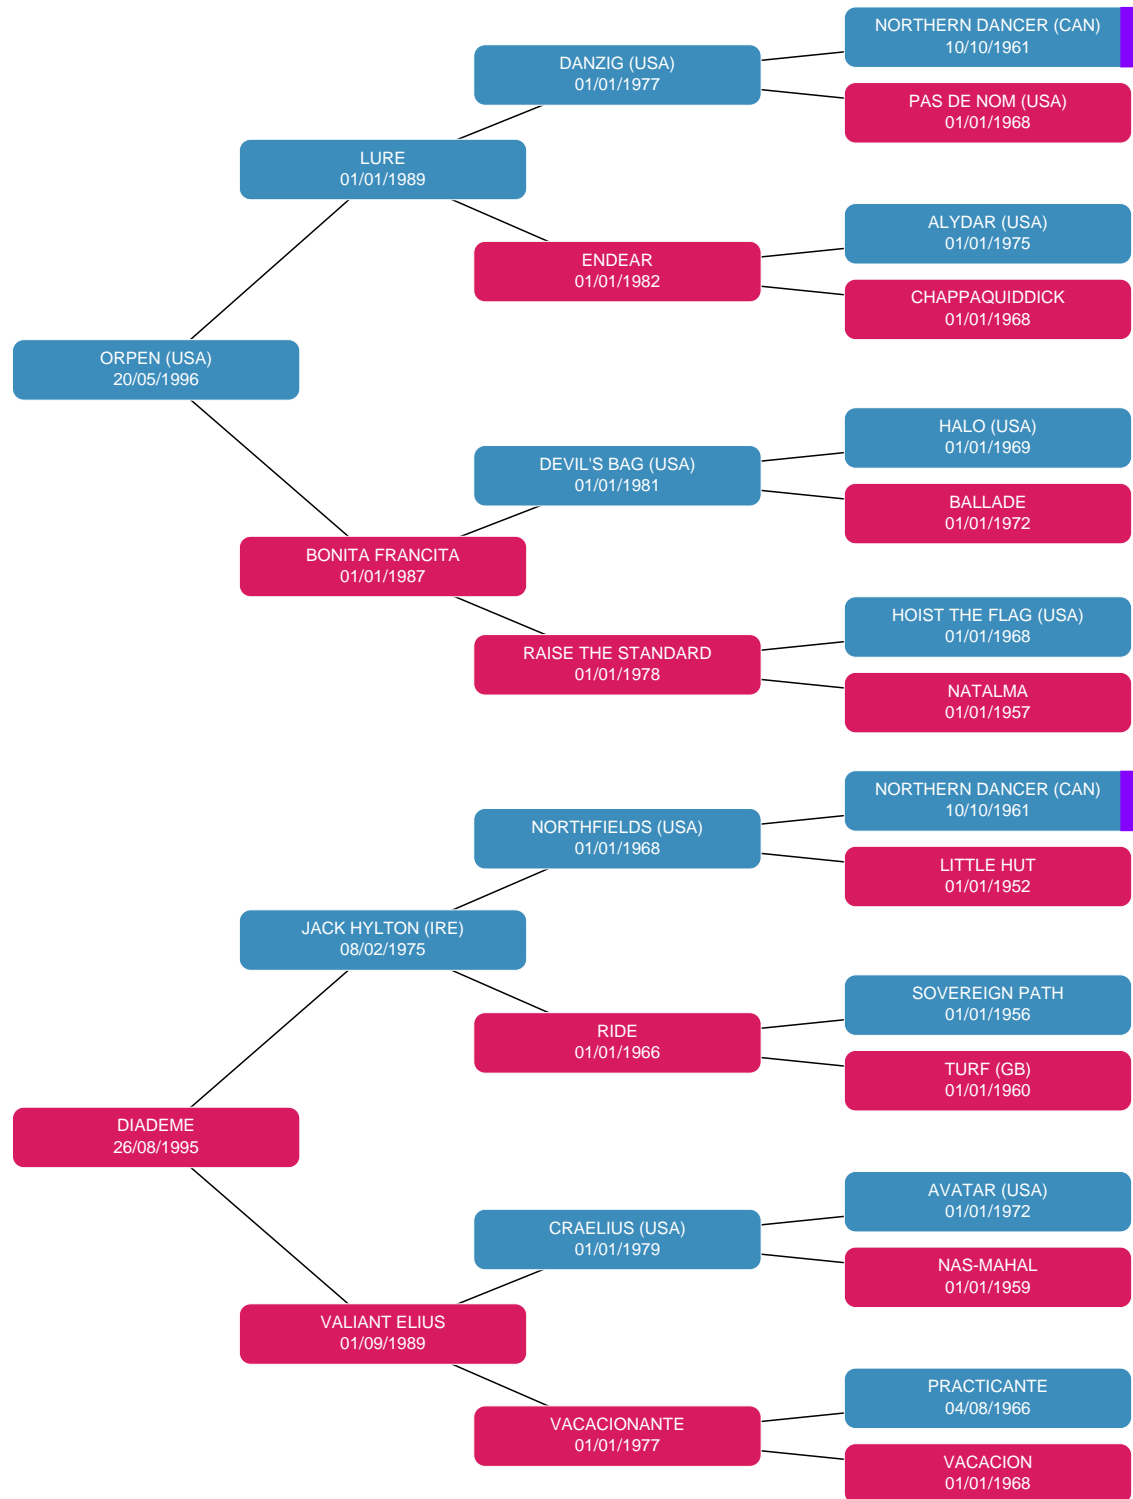 NORTHERN DANCER (CAN)
10/10/1961
DANZIG (USA)
01/01/1977
PAS DE NOM (USA)
01/01/1968
LURE
01/01/1989
ALYDAR (USA)
01/01/1975
ENDEAR
01/01/1982
CHAPPAQUIDDICK
01/01/1968
ORPEN (USA)
20/05/1996
HALO (USA)
01/01/1969
DEVIL'S BAG (USA)
01/01/1981
BALLADE
01/01/1972
BONITA FRANCITA
01/01/1987
HOIST THE FLAG (USA)
01/01/1968
RAISE THE STANDARD
01/01/1978
NATALMA
01/01/1957
NORTHERN DANCER (CAN)
10/10/1961
NORTHFIELDS (USA)
01/01/1968
LITTLE HUT
01/01/1952
JACK HYLTON (IRE)
08/02/1975
SOVEREIGN PATH
01/01/1956
RIDE
01/01/1966
TURF (GB)
01/01/1960
DIADEME
26/08/1995
AVATAR (USA)
01/01/1972
CRAELIUS (USA)
01/01/1979
NAS-MAHAL
01/01/1959
VALIANT ELIUS
01/09/1989
PRACTICANTE
04/08/1966
VACACIONANTE
01/01/1977
VACACION
01/01/1968